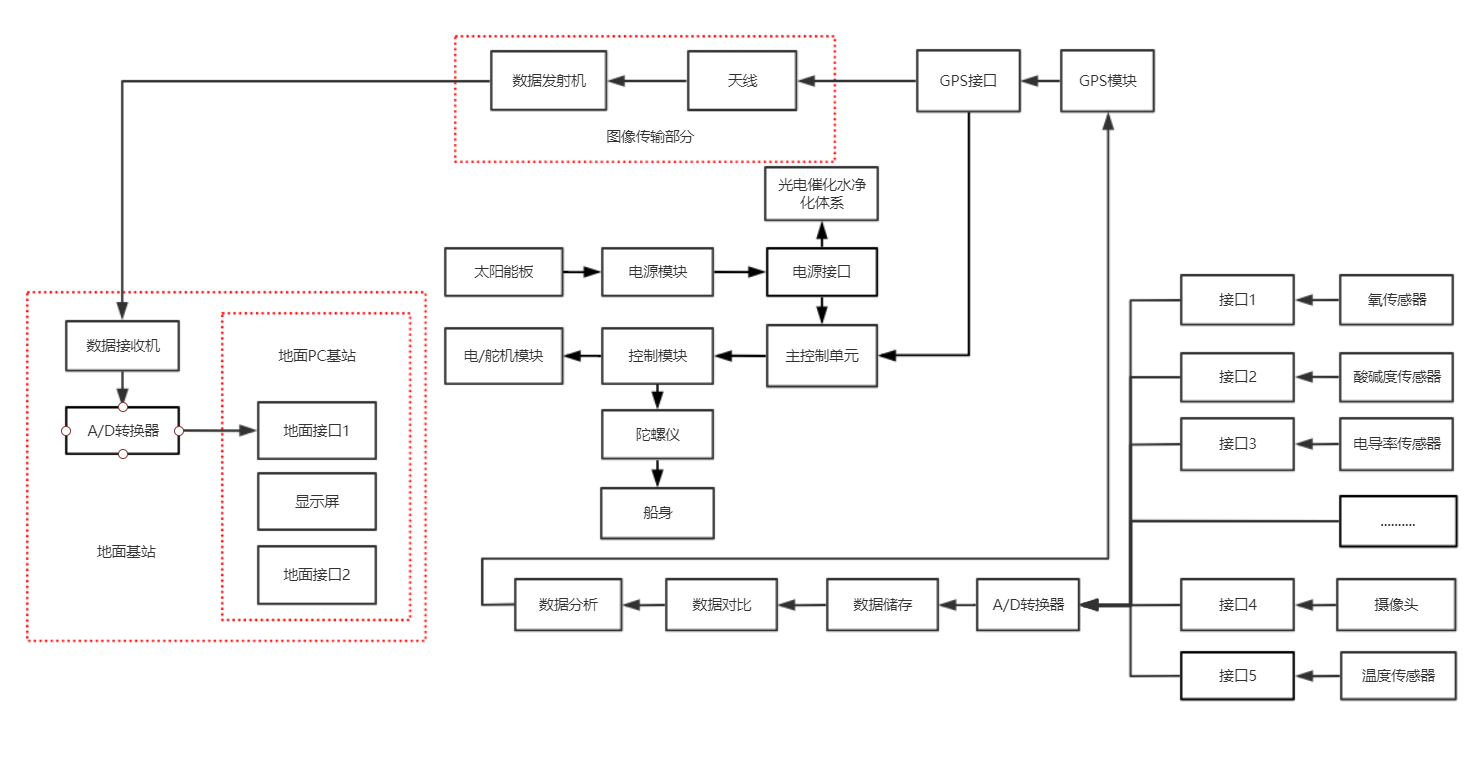 数据发射机
天线
GPS接口
GPS模块
图像传输部分
光电催化水净
化体系
太阳能板
电源模块
电源接口
接口1
氧传感器
数据接收机
地面PC基站
电/舵机模块
控制模块
主控制单元
接口2
酸碱度传感器
A/D转换器
地面接口1
陀螺仪
接口3
电导率传感器
显示屏
船身
..........
地面基站
地面接口2
数据分析
数据对比
数据储存
A/D转换器
接口4
摄像头
接口5
温度传感器